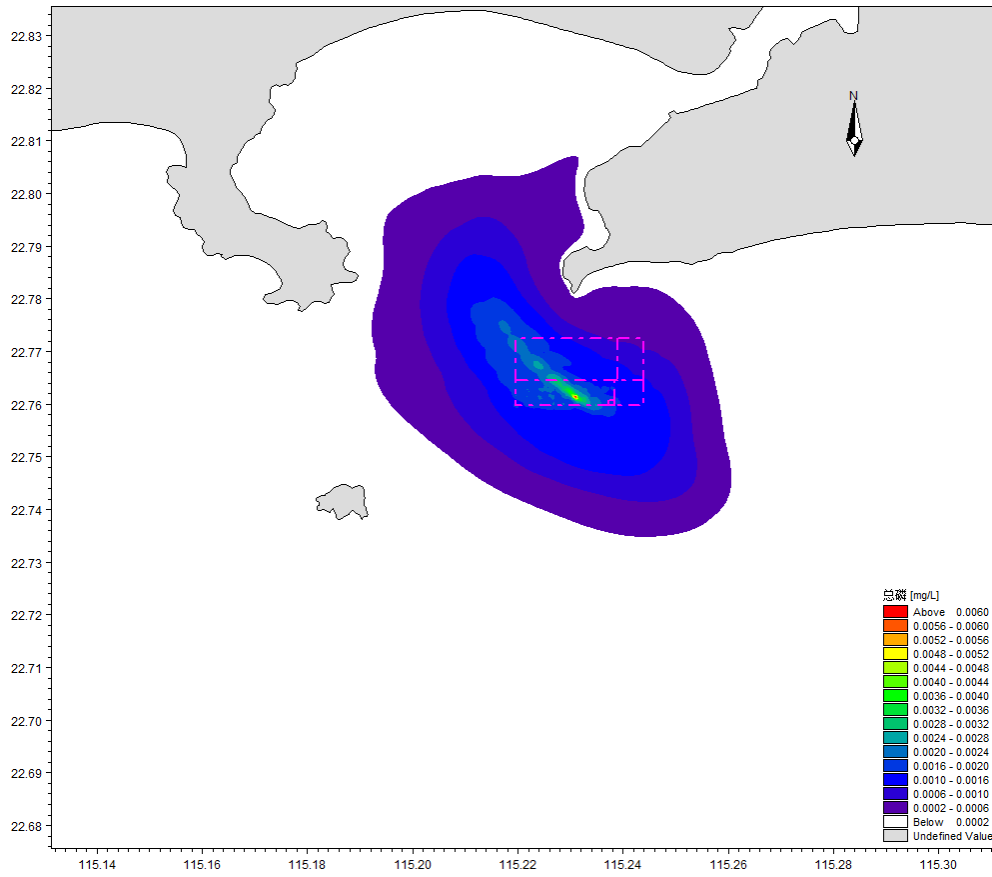 22.83
22.82
22.81
22.80
22.79
22.78
22.77
22.76
22.75
22.74
22.73
22.72
22.71
22.70
22.69
22.68
N
总磷 [mg/L]
Above 0.0060
0.0056 - 0.0060
0.0052 - 0.0056
0.0048 - 0.0052
0.0044 - 0.0048
0.0040 - 0.0044
0.0036 - 0.0040
0.0032 - 0.0036
0.0028 - 0.0032
0.0024 - 0.0028
0.0020 - 0.0024
0.0016 - 0.0020
0.0010 - 0.0016
0.0006 - 0.0010
0.0002 - 0.0006
Below 0.0002
Undefined Value
115.14 115.16 115.18 115.20 115.22 115.24 115.26 115.28 115.30